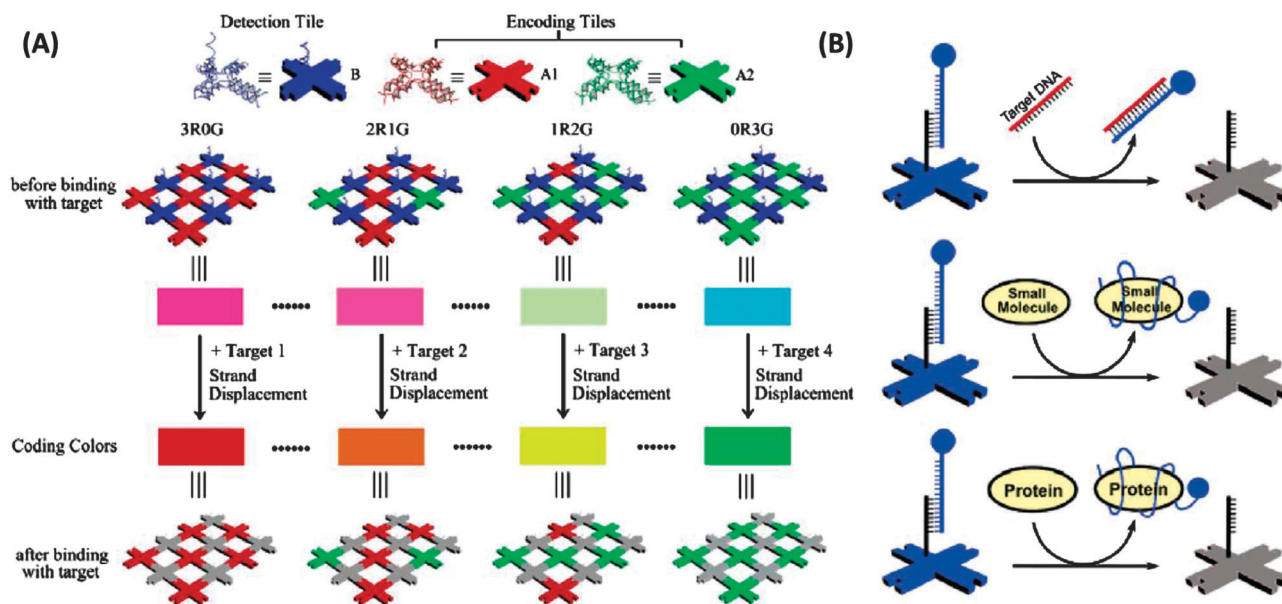 (A)
Detection Tile
Encoding Tiles
≡ B
≡ A1
≡ A2
3R0G
2R1G
1R2G
0R3G
before binding
with target
+ Target 1
Strand
Displacement
+ Target 2
Strand
Displacement
+ Target 3
Strand
Displacement
+ Target 4
Strand
Displacement
Coding Colors
after binding
with target
(B)
Target DNA
Small
Molecule
Small
Molecule
Protein
Protein